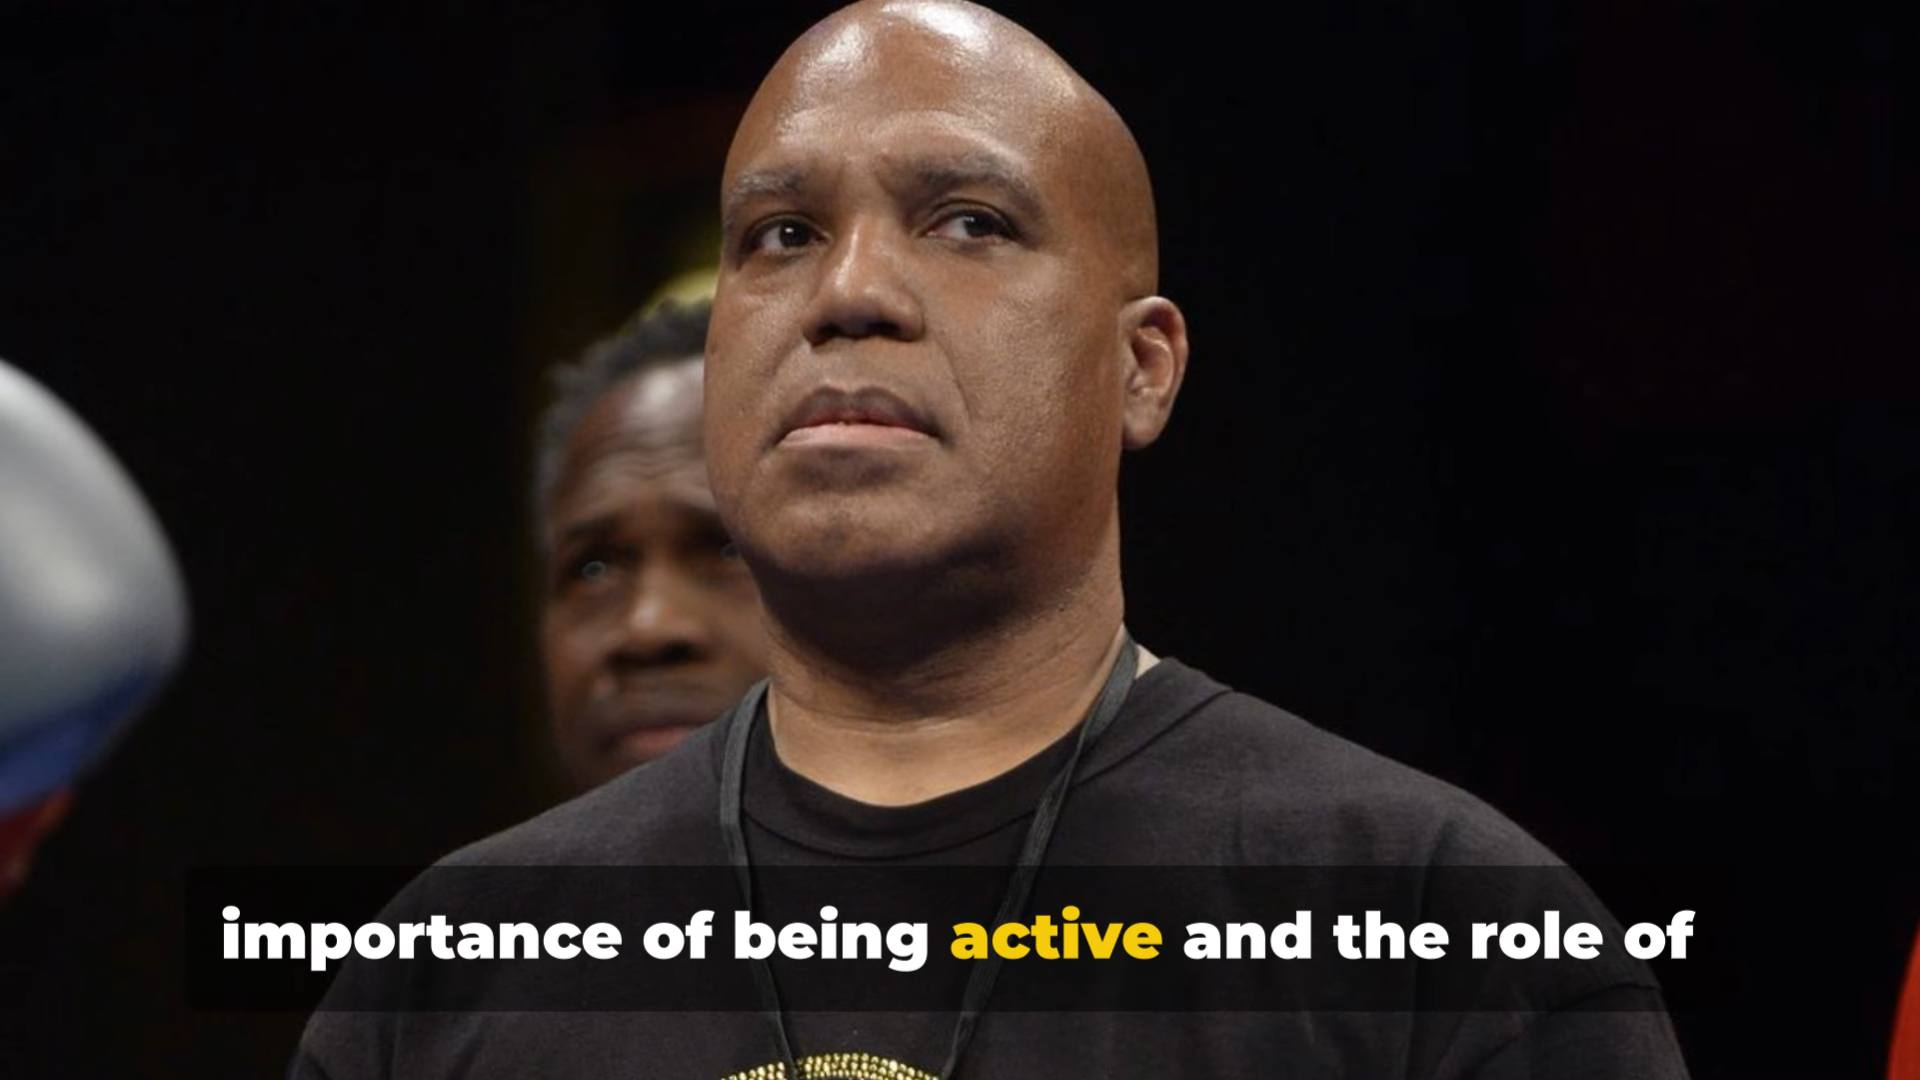 importance of being active and the role of